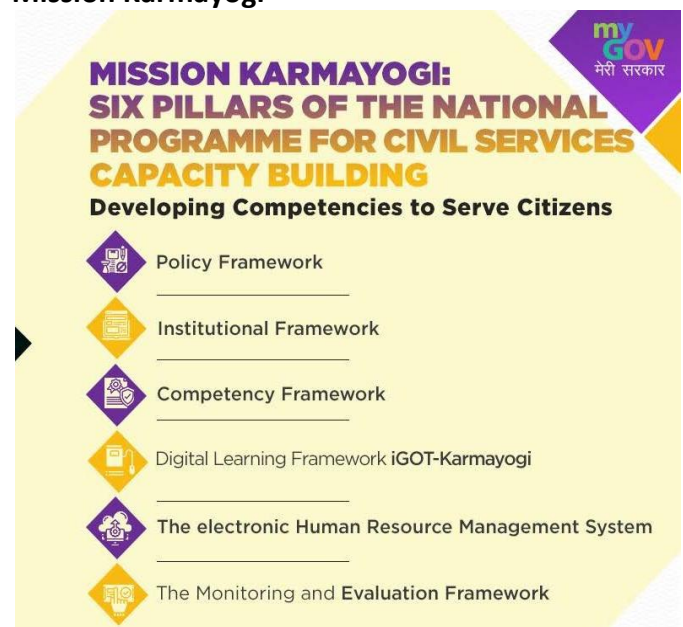 Mission Karmayogi
my
GOV
मेरी सरकार
MISSION KARMAYOGI:
SIX PILLARS OF THE NATIONAL
PROGRAMME FOR CIVIL SERVICES
CAPACITY BUILDING
Developing Competencies to Serve Citizens
Policy Framework
Institutional Framework
Competency Framework
Digital Learning Framework iGOT-Karmayogi
The electronic Human Resource Management System
The Monitoring and Evaluation Framework